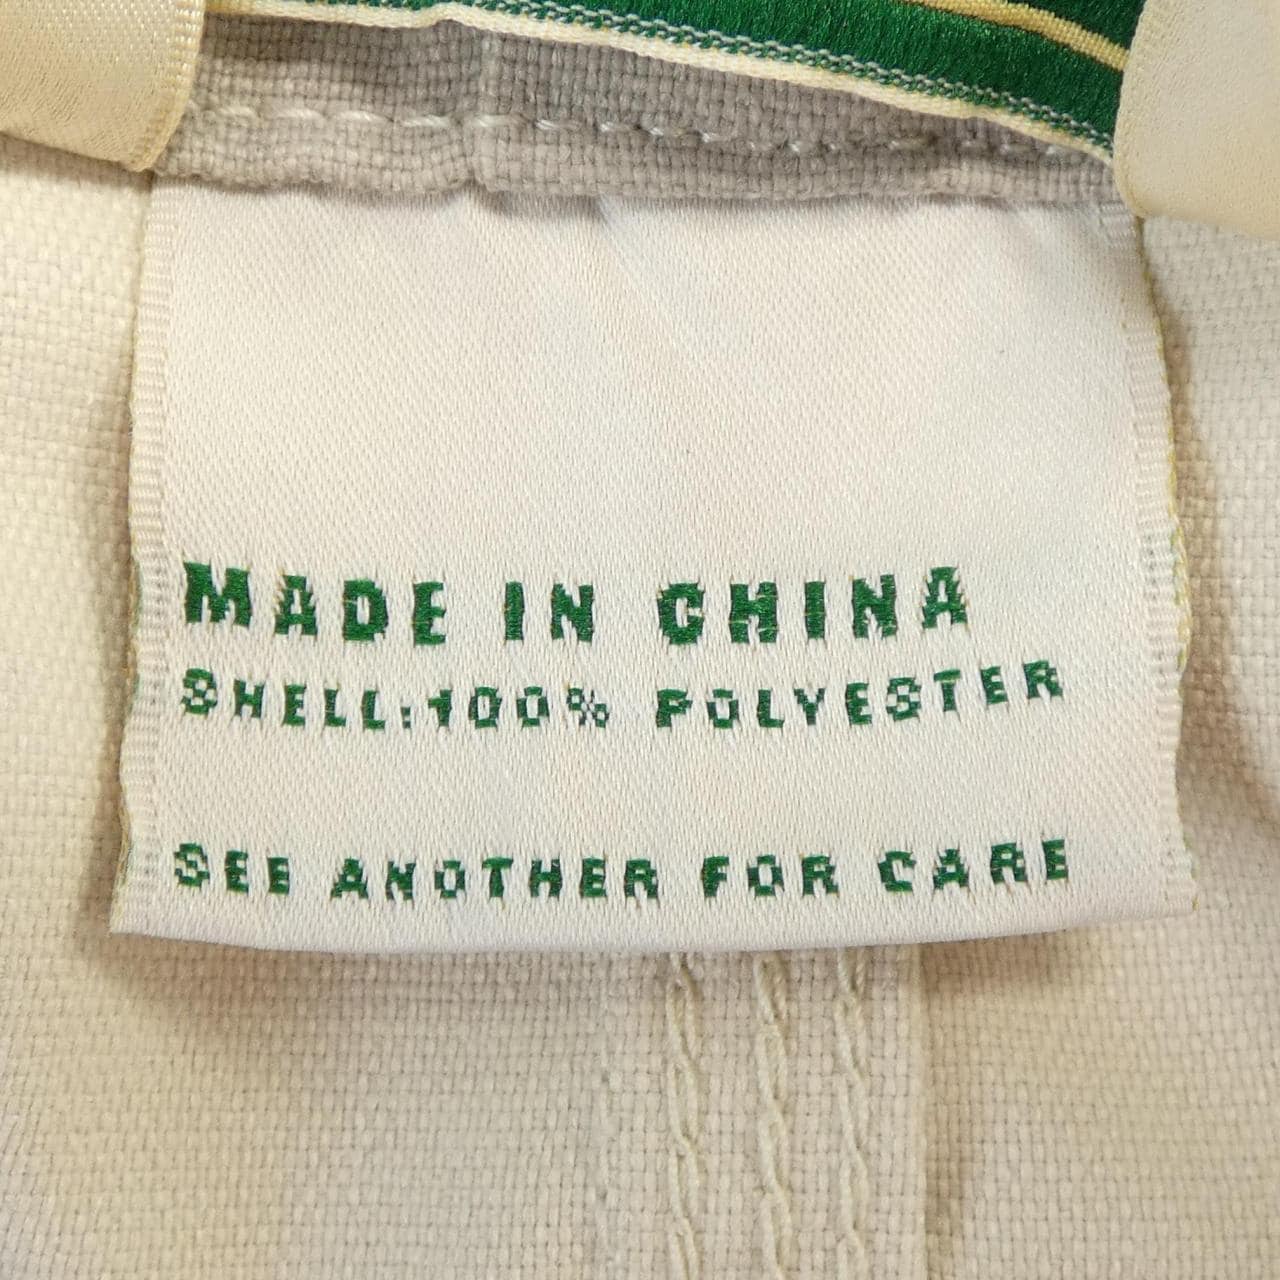 MADE IN CHINA
SHELL:100% POLYESTER
SEE ANOTHER FOR CARE